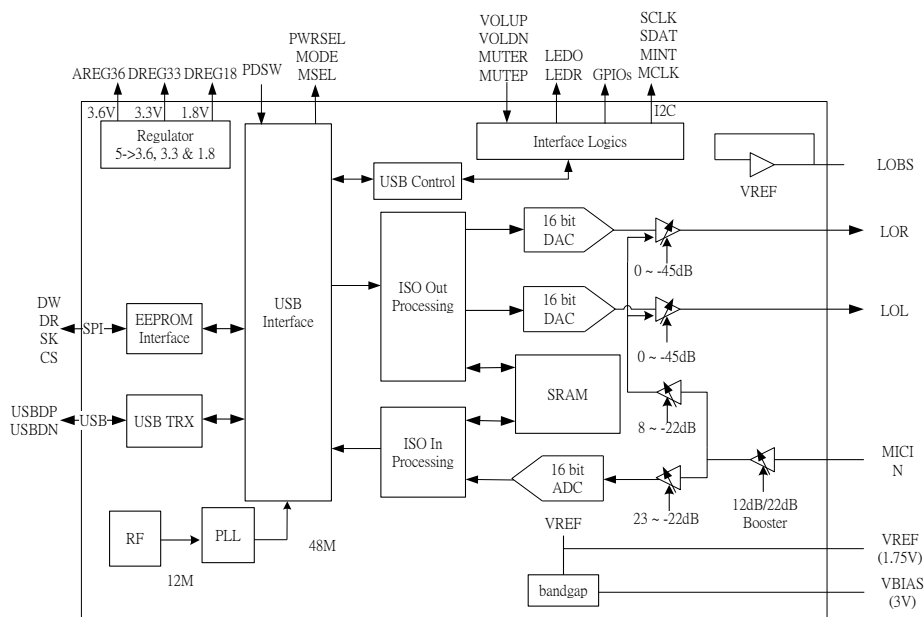 VOLUP
VOLDN
MUTER
MUTEP
SCLK
SDAT
MINT
MCLK
PWRSEL
MODE
MSEL
LEDO
LEDR
GPIOs
AREG36 DREG33 DREG18
PDSW
3.6V
3.3V
1.8V
I2C
Regulator
5->3.6, 3.3 & 1.8
Interface Logics
USB Control
VREF
LOBS
16 bit
DAC
LOR
0 ~ -45dB
USB
Interface
ISO Out
Processing
16 bit
DAC
LOL
0 ~ -45dB
DW
DR
SK
CS
SPI
EEPROM
Interface
SRAM
8 ~ -22dB
USBDP
USBDN
USB
USB TRX
ISO In
Processing
16 bit
ADC
23 ~ -22dB
MICI
N
12dB/22dB
Booster
RF
PLL
12M
48M
VREF
bandgap
VREF
(1.75V)
VBIAS
(3V)